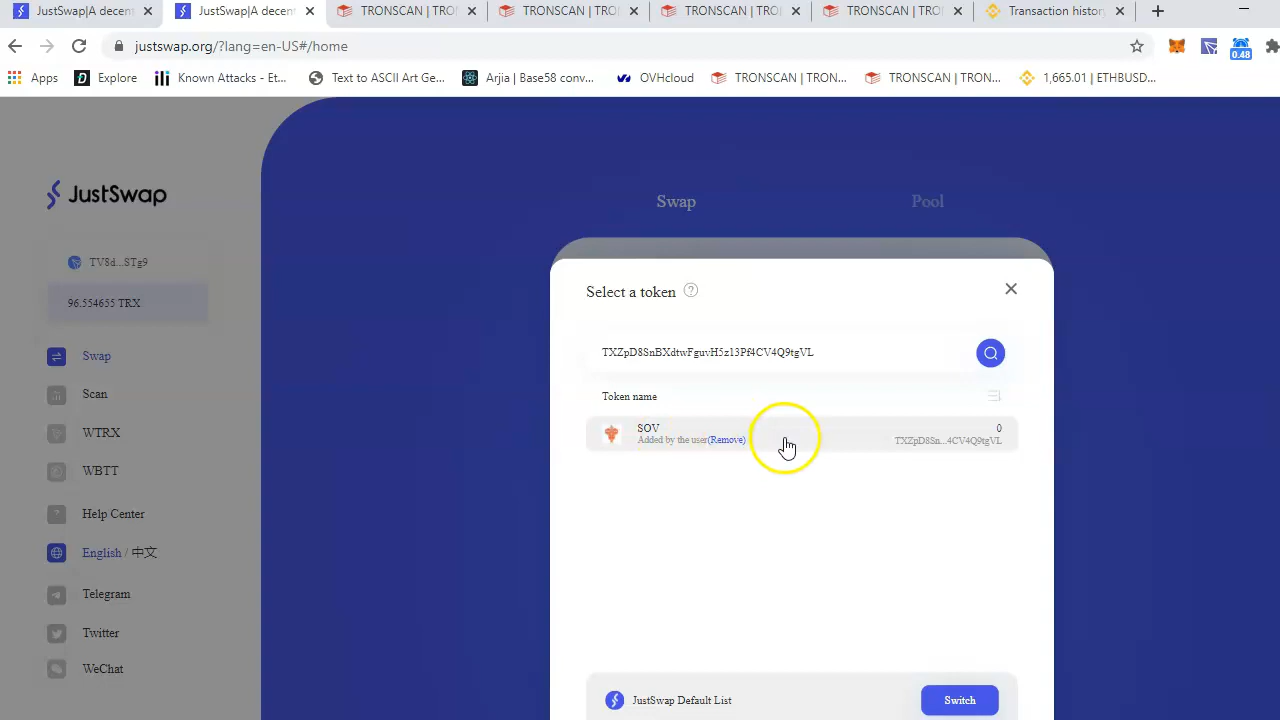 JustSwap|A decen
JustSwap|A decent
TRONSCAN | TRO
TRONSCAN | TRO
TRONSCAN | TRO
TRONSCAN | TRO
Transaction history
justswap.org/?lang=en-US#/home
0.48
Apps
Explore
Known Attacks - Et...
Text to ASCII Art Ge...
Arjia | Base58 conv...
OVHcloud
TRONSCAN | TRON...
TRONSCAN | TRON...
1,665.01 | ETHBUSD...
JustSwap
TV8d...STg9
96.554655 TRX
Swap
Scan
WTRX
WBTT
Help Center
English / 中文
Telegram
Twitter
WeChat
Swap
Pool
Select a token
TXZpD8SnBXdtwFguvH5z13Pf4CV4Q9tgVL
Token name
SOV
0
Added by the user(Remove)
TXZpD8Sn...4CV4Q9tgVL
JustSwap Default List
Switch